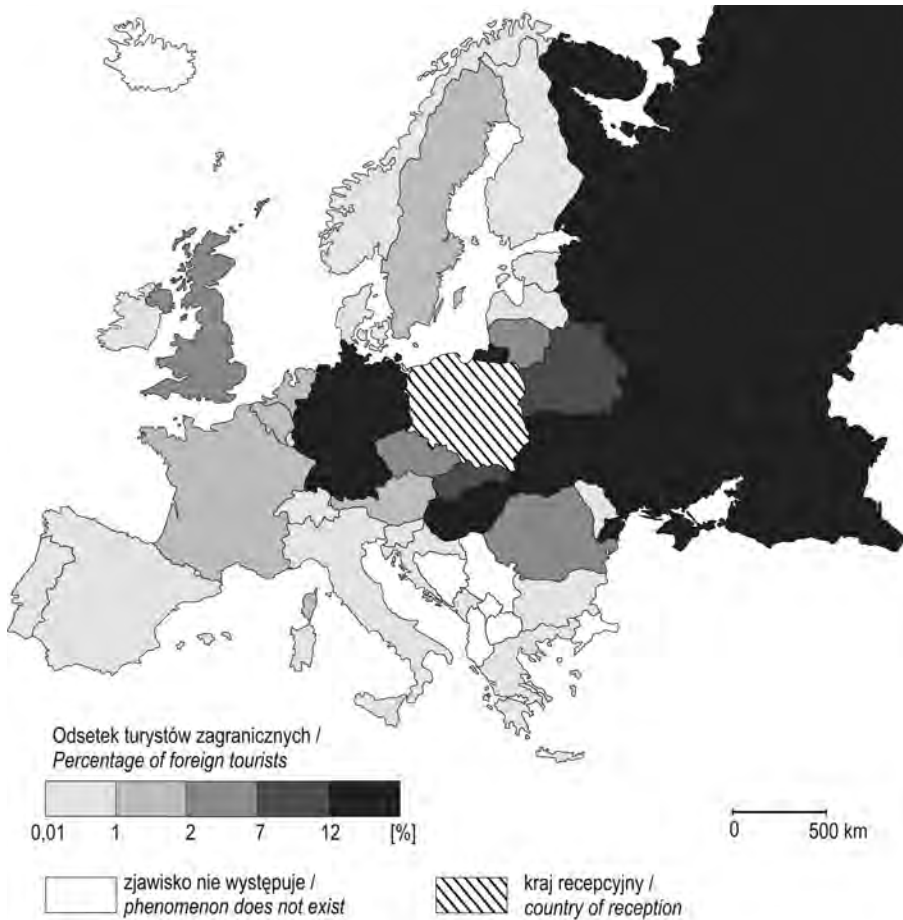 Odsetek turystów zagranicznych /
Percentage of foreign tourists
0,01 1 2 7 12 [%]
0 500 km
zjawisko nie występuje /
phenomenon does not exist
kraj recepcyjny /
country of reception